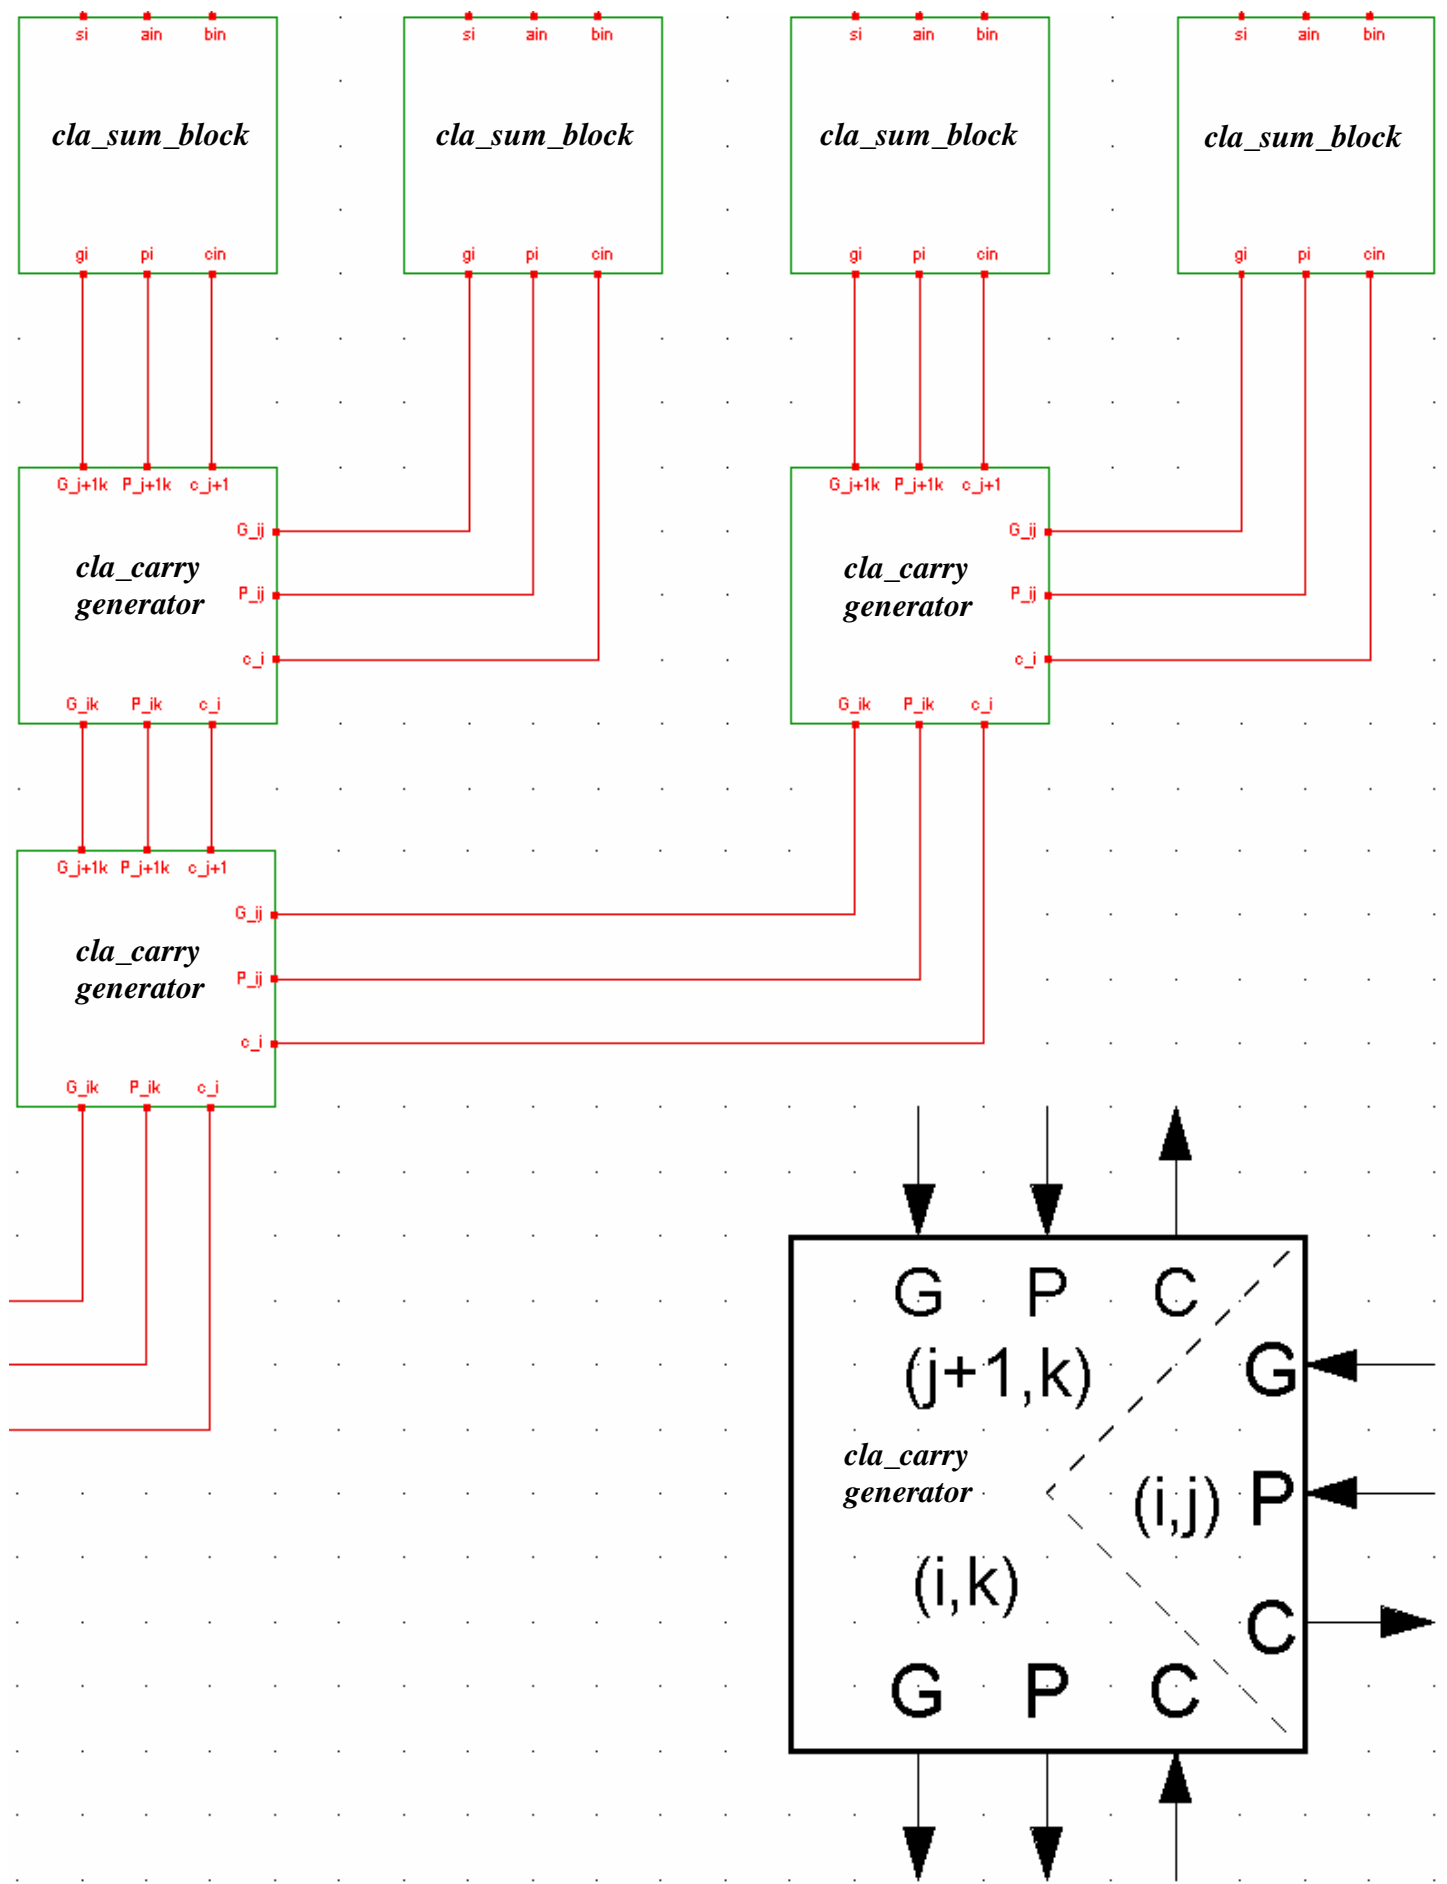 si ain bin si ain bin si ain bin si ain bin
cla_sum_block cla_sum_block cla_sum_block cla_sum_block
gi pi cin gi pi cin gi pi cin gi pi cin
G_j+1k P_j+1k c_j+1 G_j+1k P_j+1k c_j+1
G_ij G_ij
cla_carry cla_carry
P_ij P_ij
generator generator
c_i c_i
G_ik P_ik c_i G_ik P_ik c_i
G_j+1k P_j+1k c_j+1
G_ij
cla_carry
P_ij
generator
c_i
G_ik P_ik c_i
G P C
G
(j+1,k)
cla_carry
generator
(i,j) P
(i,k)
C
G P C